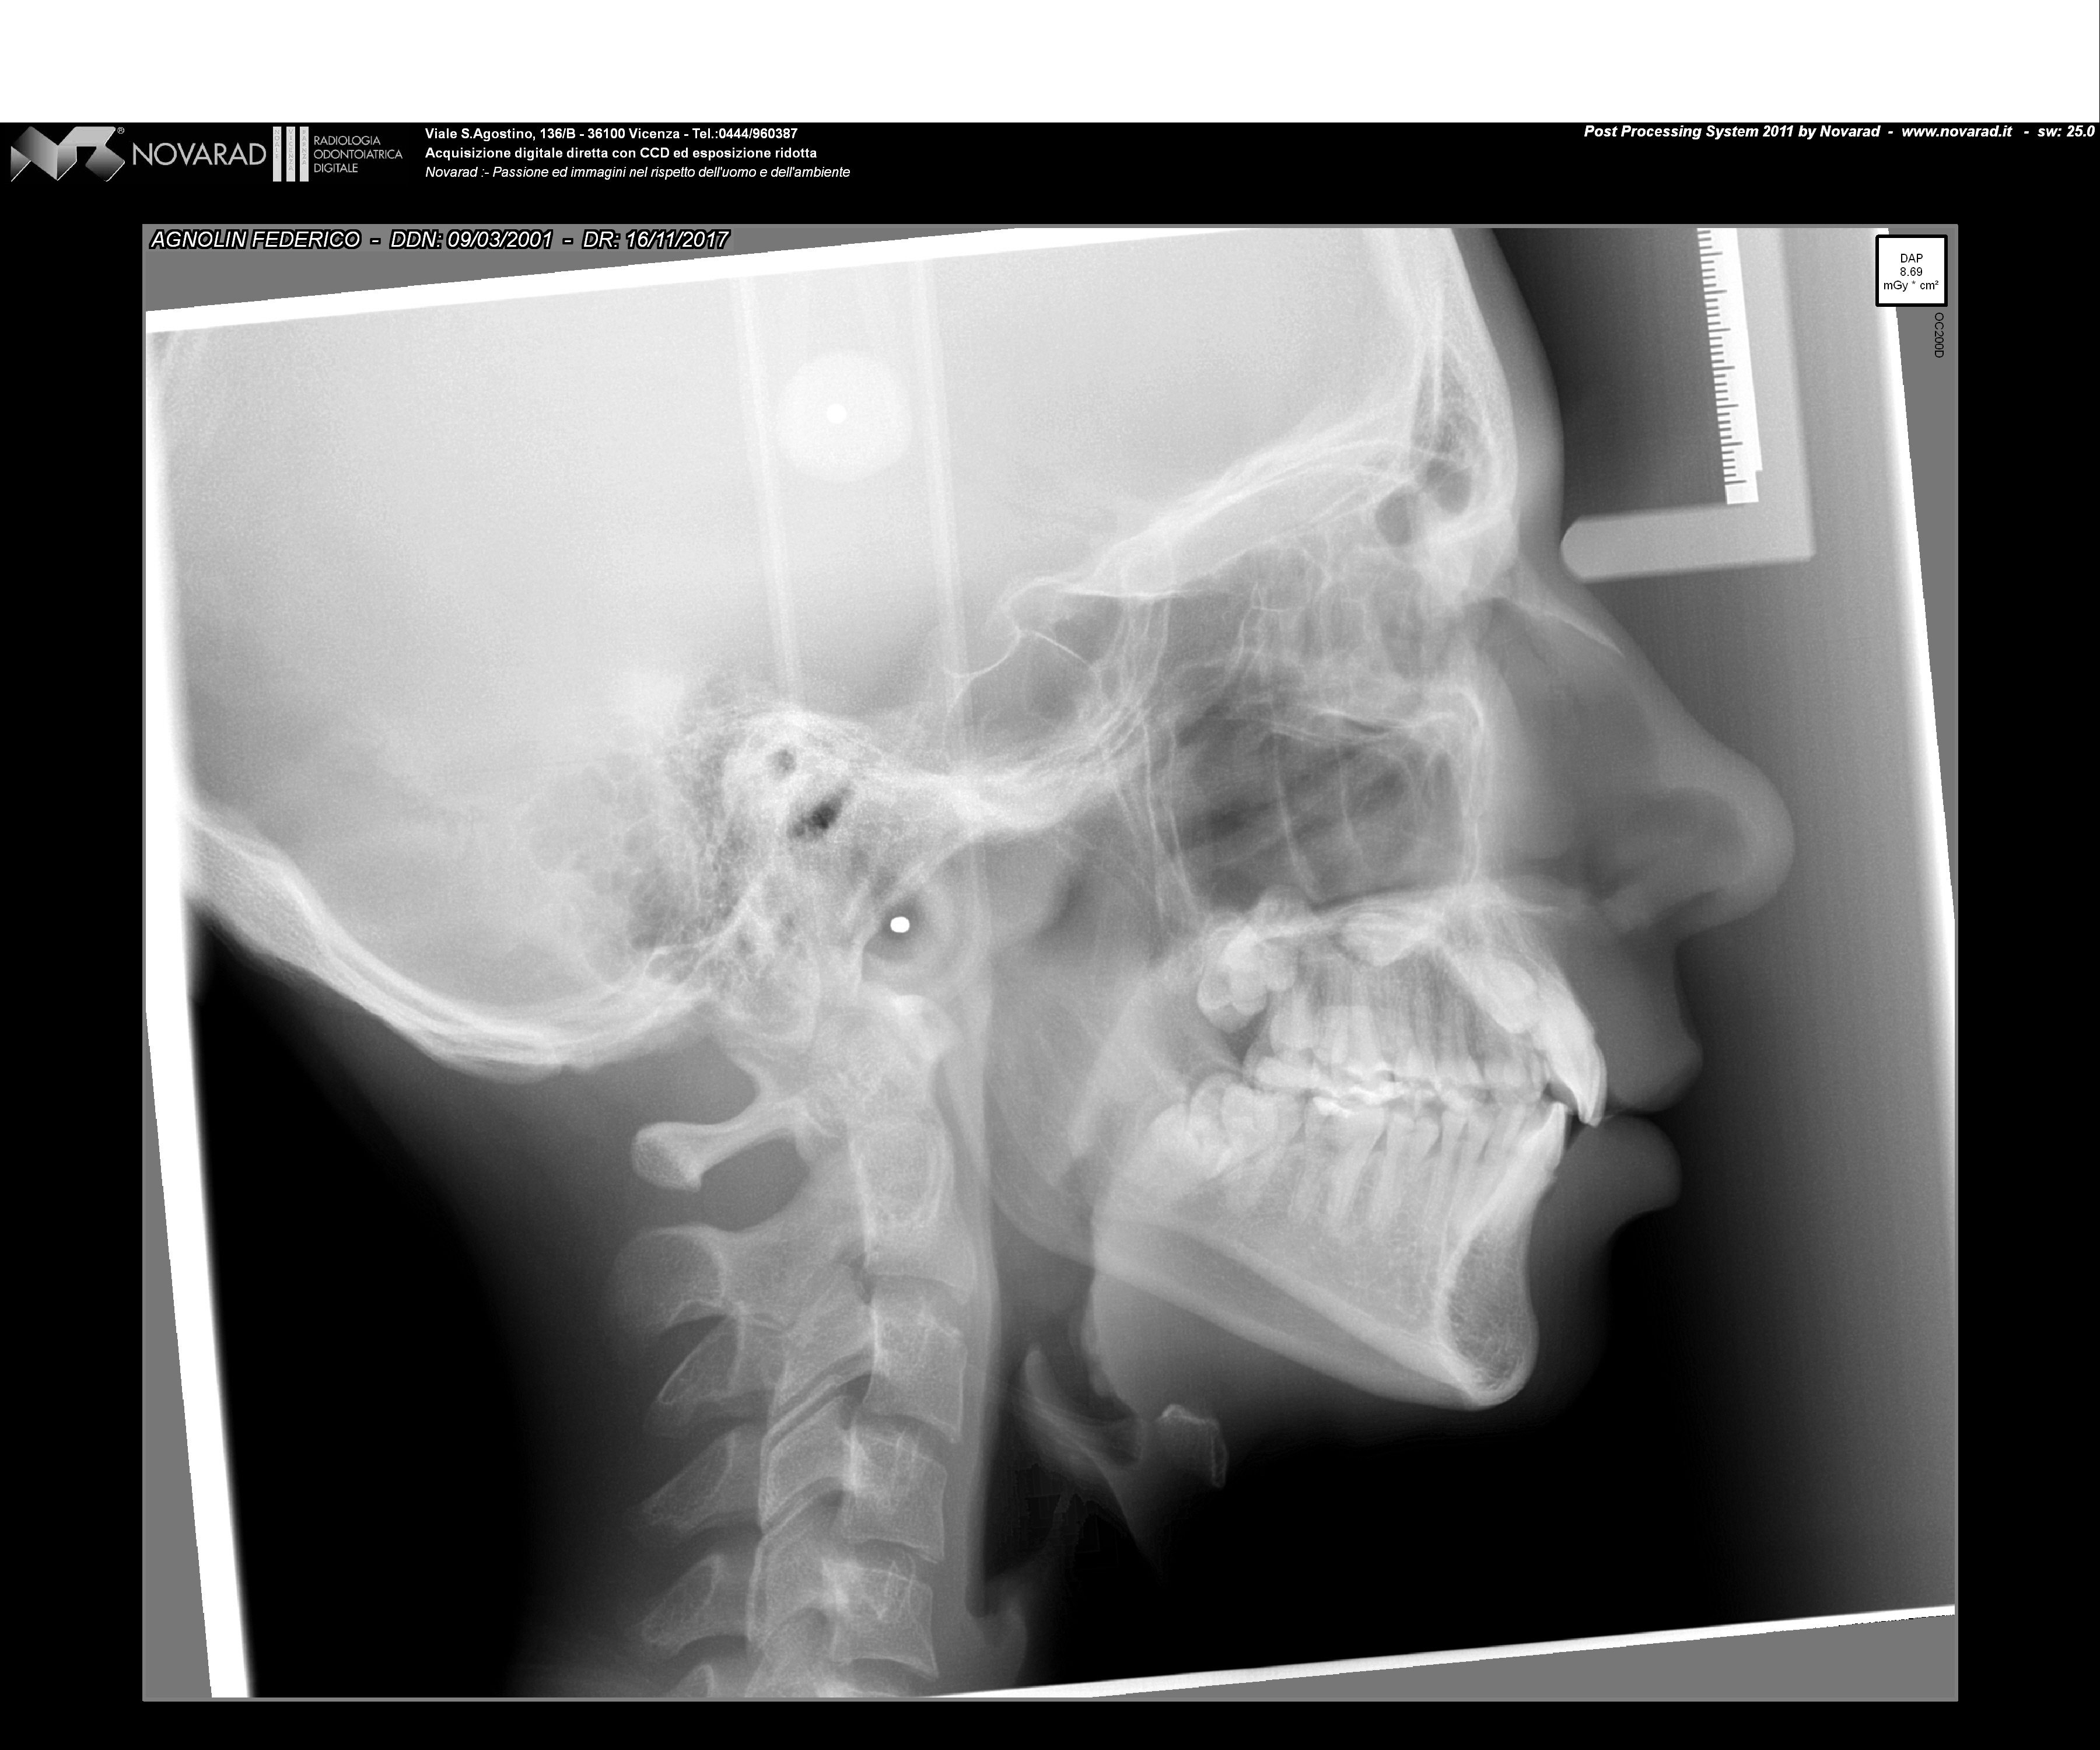 NOVARAD
RADIOLOGIA
ODONTOIATRICA
DIGITALE
Viale S.Agostino, 136/B - 36100 Vicenza - Tel.:0444/960387
Acquisizione digitale diretta con CCD ed esposizione ridotta
Novarad :- Passione ed immagini nel rispetto dell'uomo e dell'ambiente
Post Processing System 2011 by Novarad - www.novarad.it - sw: 25.0
AGNOLIN FEDERICO - DDN: 09/03/2001 - DR: 16/11/2017
DAP
8.69
mGy * cm²
OC200D